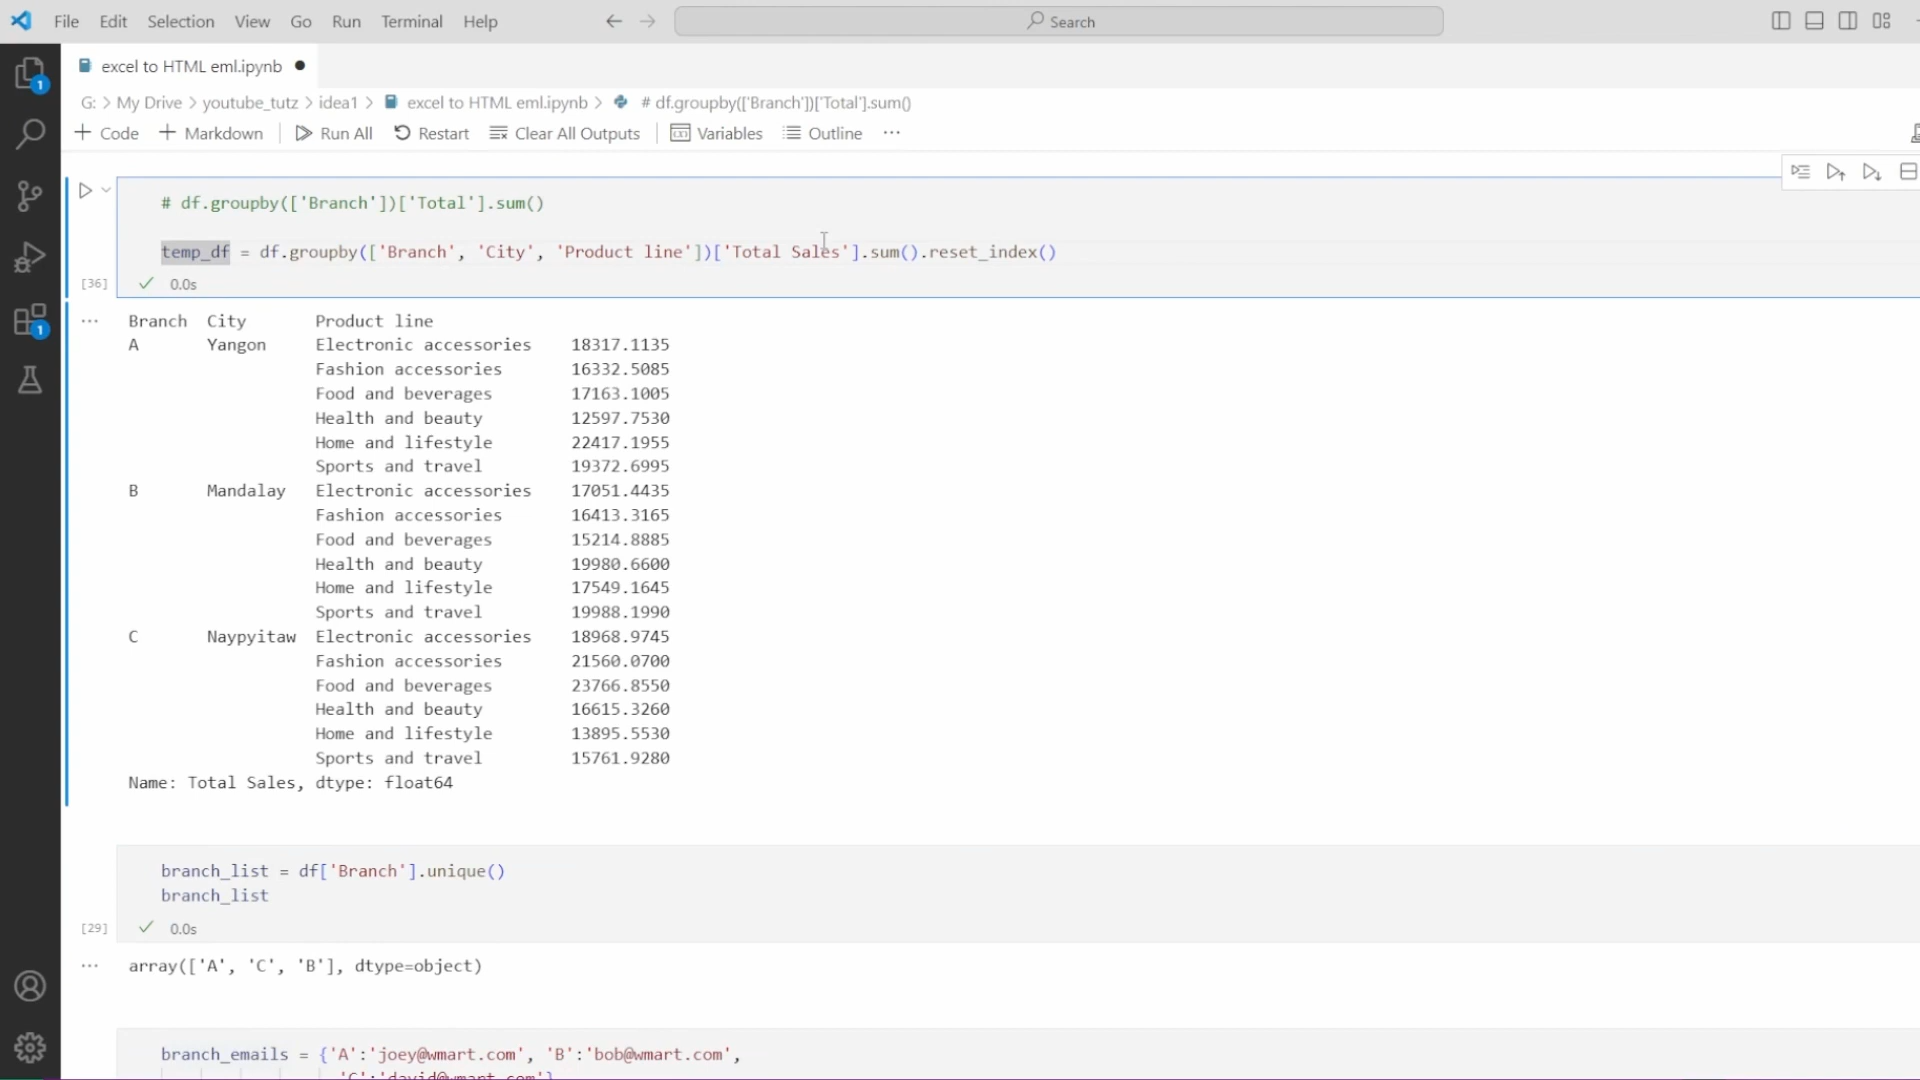 File Edit Selection View Go Run Terminal Help Search
excel to HTML eml.ipynb
G: > My Drive > youtube_tutz > idea1 > excel to HTML eml.ipynb > # df.groupby(['Branch'])['Total'].sum()
+ Code + Markdown Run All Restart Clear All Outputs Variables Outline ...
# df.groupby(['Branch'])['Total'].sum()
temp_df = df.groupby(['Branch', 'City', 'Product line'])['Total Sales'].sum().reset_index()
[36] 0.0s
Branch City Product line
A Yangon Electronic accessories 18317.1135
Fashion accessories 16332.5085
Food and beverages 17163.1005
Health and beauty 12597.7530
Home and lifestyle 22417.1955
Sports and travel 19372.6995
B Mandalay Electronic accessories 17051.4435
Fashion accessories 16413.3165
Food and beverages 15214.8885
Health and beauty 19980.6600
Home and lifestyle 17549.1645
Sports and travel 19988.1990
C Naypyitaw Electronic accessories 18968.9745
Fashion accessories 21560.0700
Food and beverages 23766.8550
Health and beauty 16615.3260
Home and lifestyle 13895.5530
Sports and travel 15761.9280
Name: Total Sales, dtype: float64
branch_list = df['Branch'].unique()
branch_list
[29] 0.0s
array(['A', 'C', 'B'], dtype=object)
branch_emails = {'A':'joey@wmart.com', 'B':'bob@wmart.com',
'C':'david@wmart.com'}
1
1